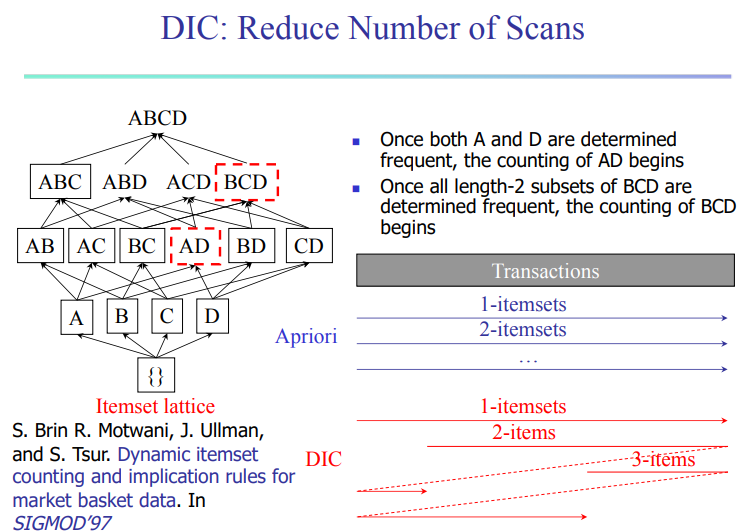 DIC: Reduce Number of Scans
ABCD
ABC ABD ACD BCD
AB AC BC AD BD CD
A B C D
{}
Itemset lattice
S. Brin R. Motwani, J. Ullman,
and S. Tsur. Dynamic itemset
counting and implication rules for
market basket data. In
SIGMOD'97
Once both A and D are determined
frequent, the counting of AD begins
Once all length-2 subsets of BCD are
determined frequent, the counting of BCD
begins
Transactions
Apriori
1-itemsets
2-itemsets
…
DIC
1-itemsets
2-items
3-items